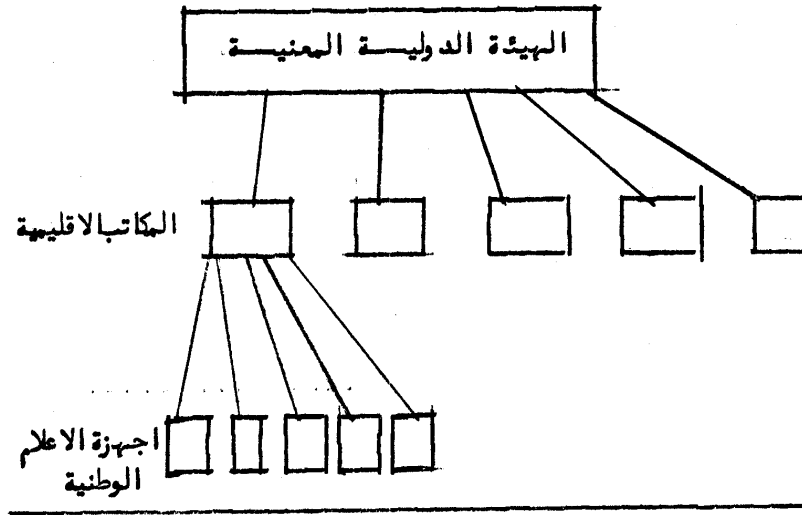 الهيئة الدولية المعنية
المكاتب الاقليمية
اجهزة الاعلام
الوطنية